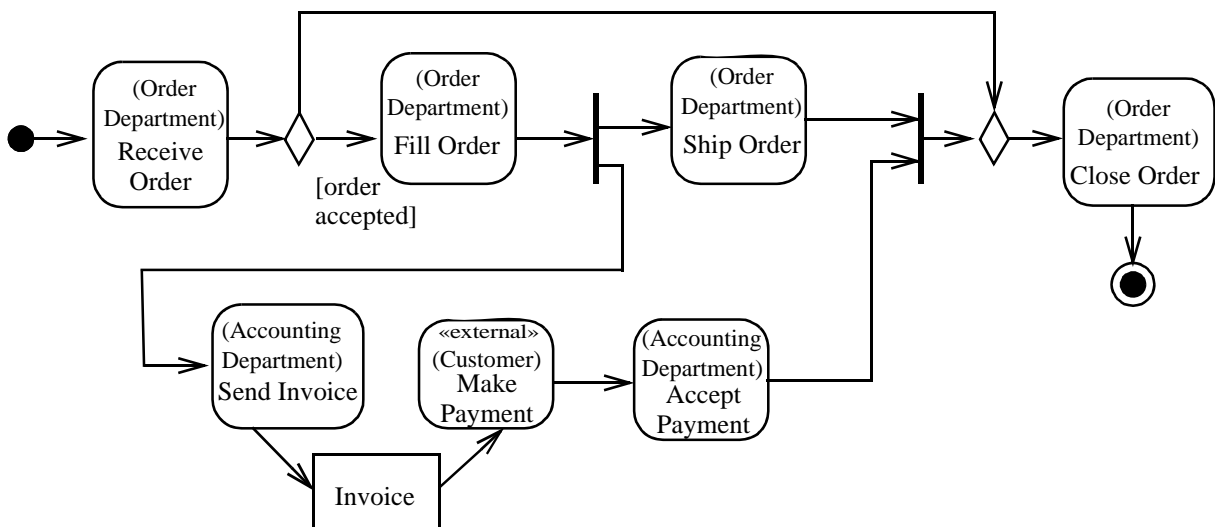 (Order
Department)
Receive
Order
[order
accepted]
(Order
Department)
Fill Order
(Order
Department)
Ship Order
(Order
Department)
Close Order
(Accounting
Department)
Send Invoice
Invoice
«external»
(Customer)
Make
Payment
(Accounting
Department)
Accept
Payment